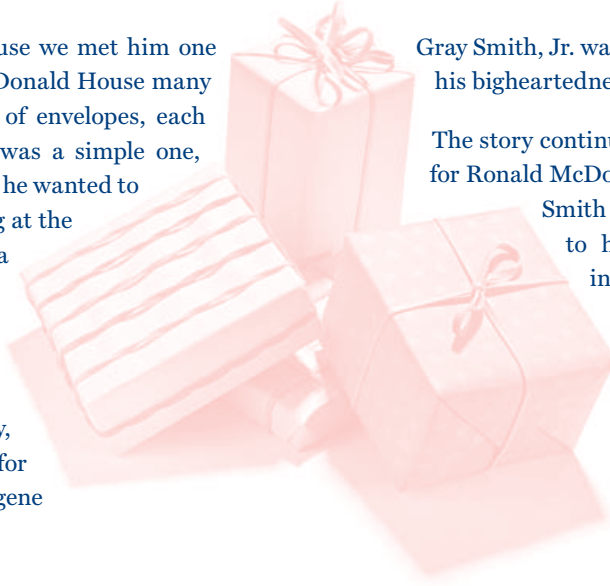 use we met him one
Donald House many
of envelopes, each
was a simple one,
he wanted to
g at the
a
y,
for
gene
Gray Smith, Jr. wa
his bigheartedne
The story continu
for Ronald McDo
Smith
to h
in